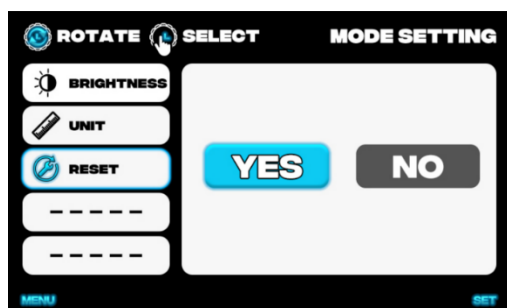 ROTATE SELECT MODE SETTING
BRIGHTNESS
UNIT
RESET
YES NO
-----
-----
MENU SET